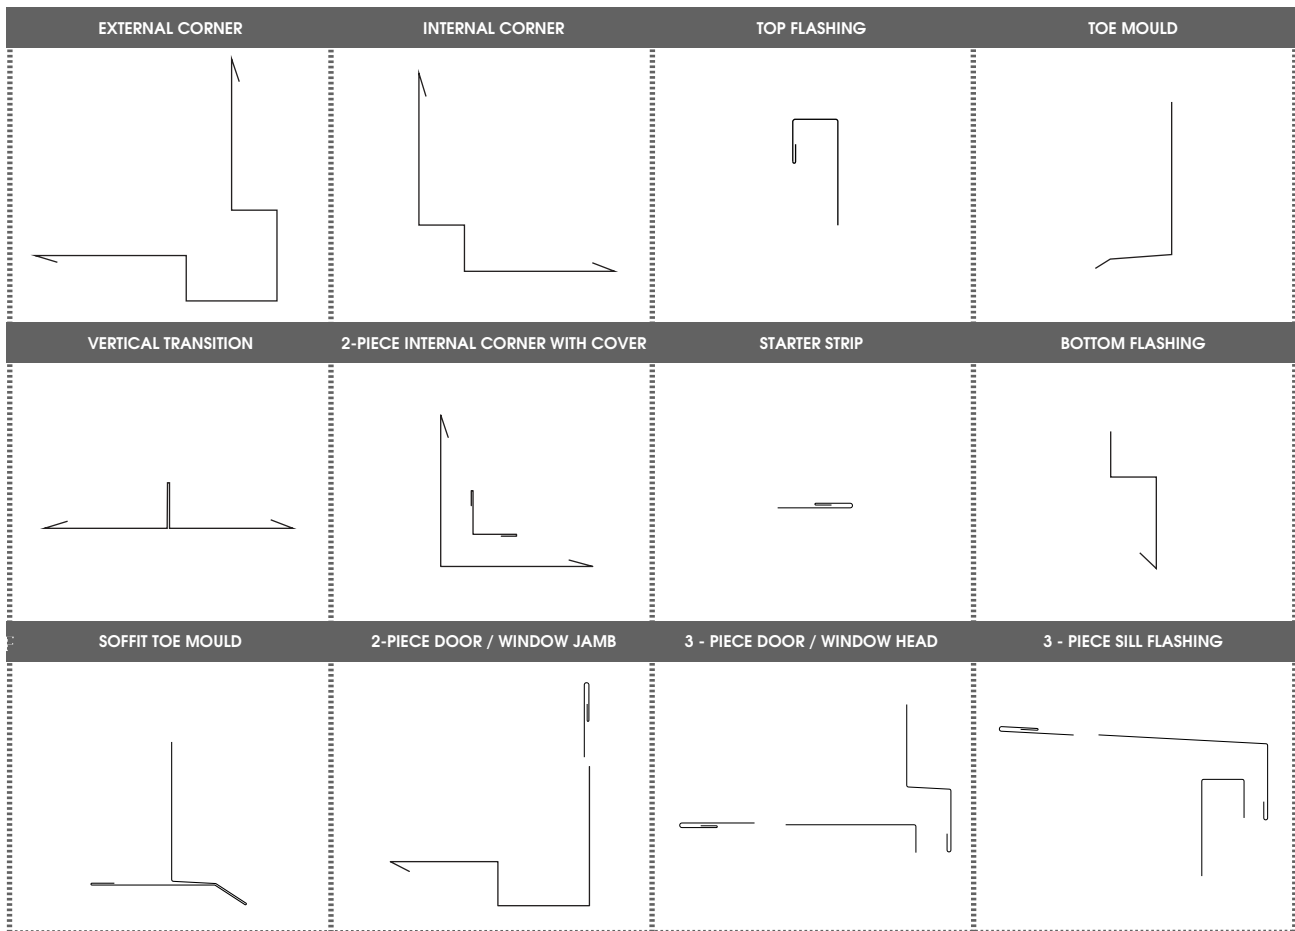 EXTERNAL CORNER
INTERNAL CORNER
TOP FLASHING
TOE MOULD
VERTICAL TRANSITION
2-PIECE INTERNAL CORNER WITH COVER
STARTER STRIP
BOTTOM FLASHING
SOFFIT TOE MOULD
2-PIECE DOOR / WINDOW JAMB
3 - PIECE DOOR / WINDOW HEAD
3 - PIECE SILL FLASHING